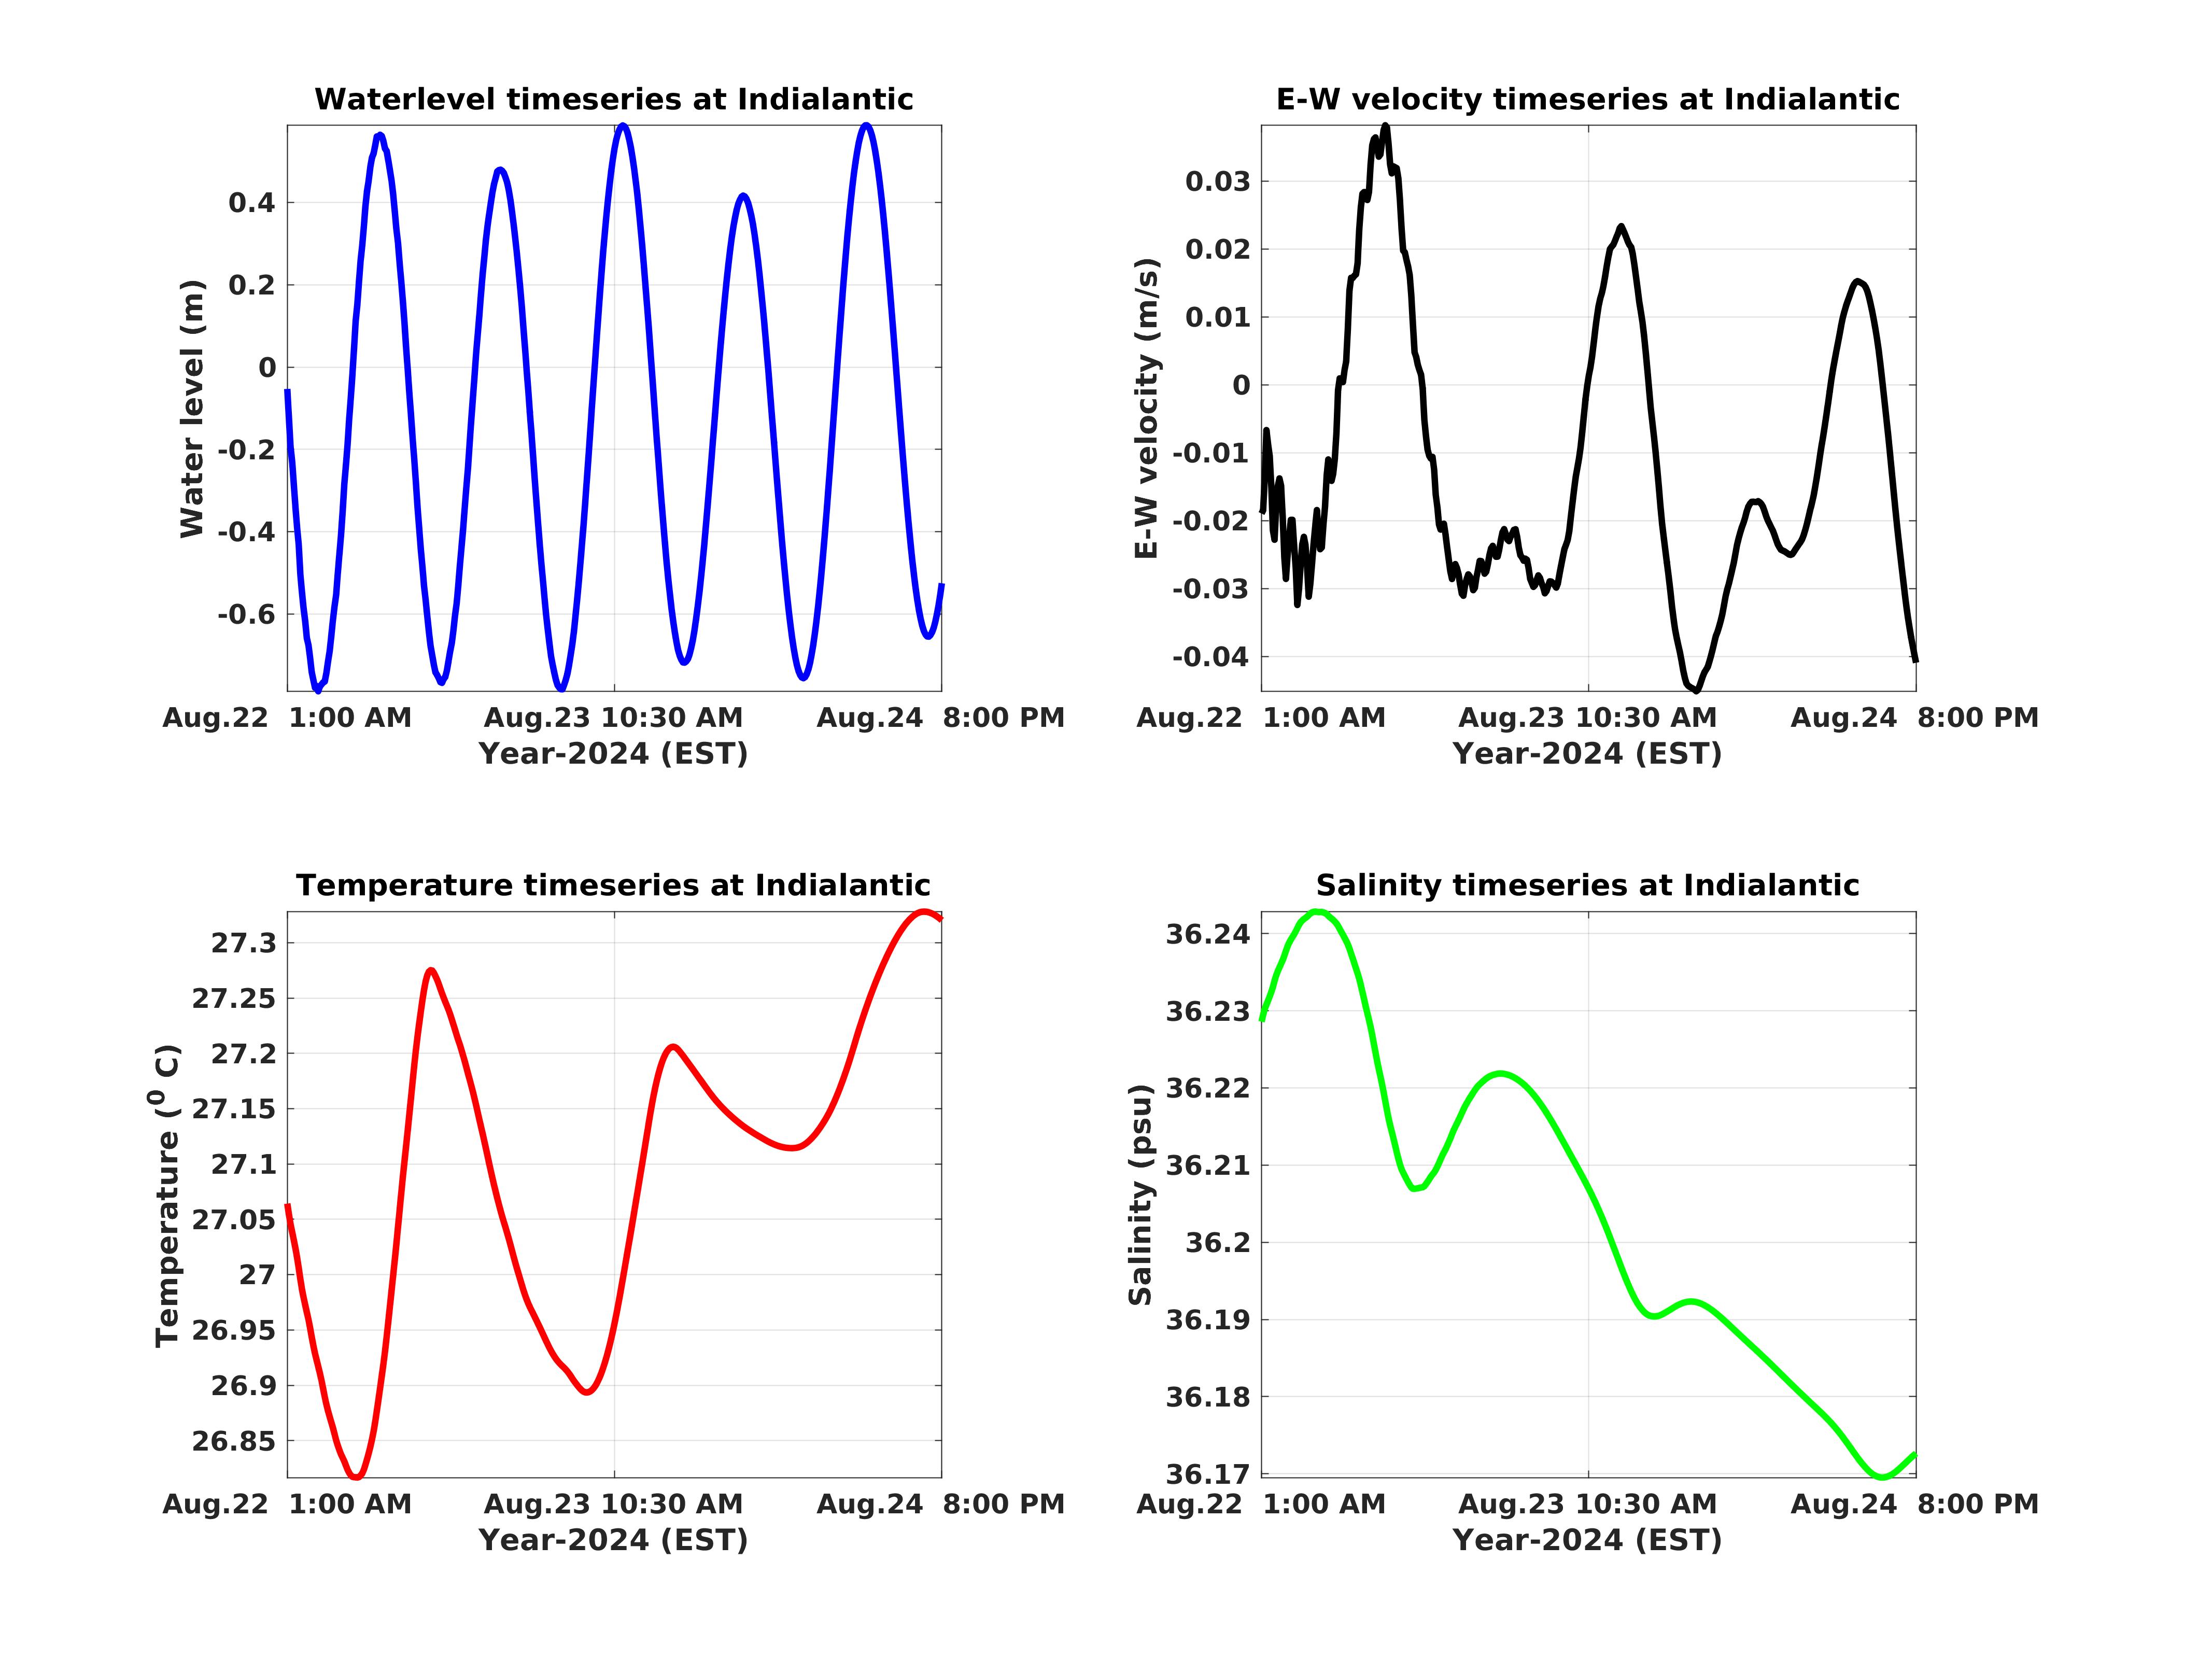 Waterlevel timeseries at Indialantic
Water level (m)
0.4
0.2
0
-0.2
-0.4
-0.6
Aug.22 1:00 AM
Aug.23 10:30 AM
Aug.24 8:00 PM
Year-2024 (EST)
E-W velocity timeseries at Indialantic
E-W velocity (m/s)
0.03
0.02
0.01
0
-0.01
-0.02
-0.03
-0.04
Aug.22 1:00 AM
Aug.23 10:30 AM
Aug.24 8:00 PM
Year-2024 (EST)
Temperature timeseries at Indialantic
Temperature (⁰ C)
27.3
27.25
27.2
27.15
27.1
27.05
27
26.95
26.9
26.85
Aug.22 1:00 AM
Aug.23 10:30 AM
Aug.24 8:00 PM
Year-2024 (EST)
Salinity timeseries at Indialantic
Salinity (psu)
36.24
36.23
36.22
36.21
36.2
36.19
36.18
36.17
Aug.22 1:00 AM
Aug.23 10:30 AM
Aug.24 8:00 PM
Year-2024 (EST)